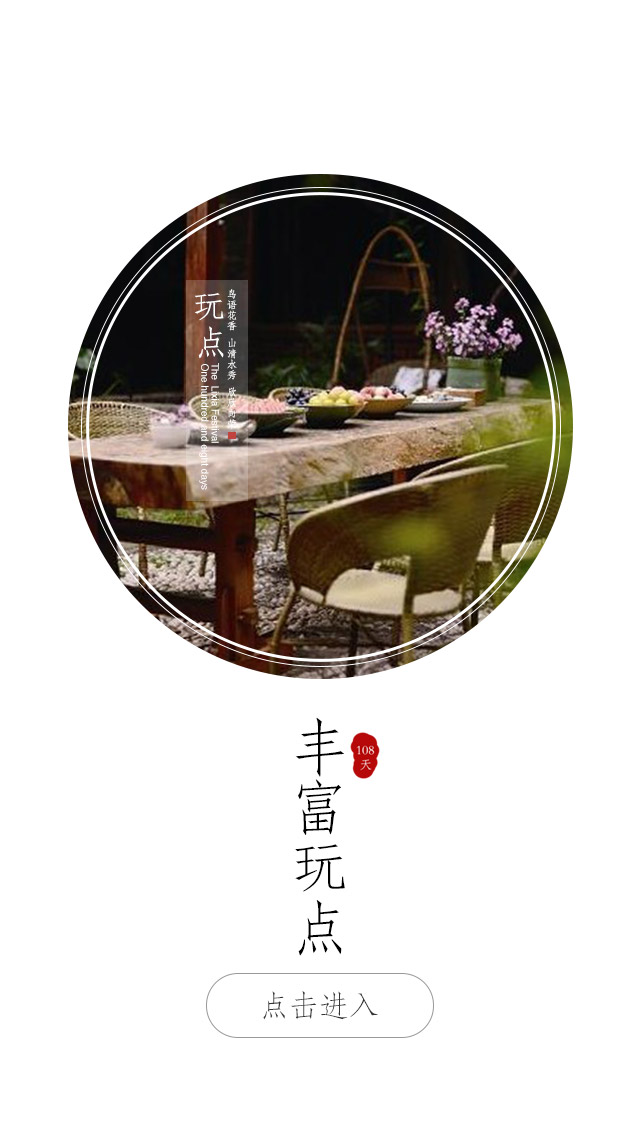 玩点
鸟语花香 山清水秀
The Lixia Festival
One hundred and eight days
丰富玩点
108
天
点击进入